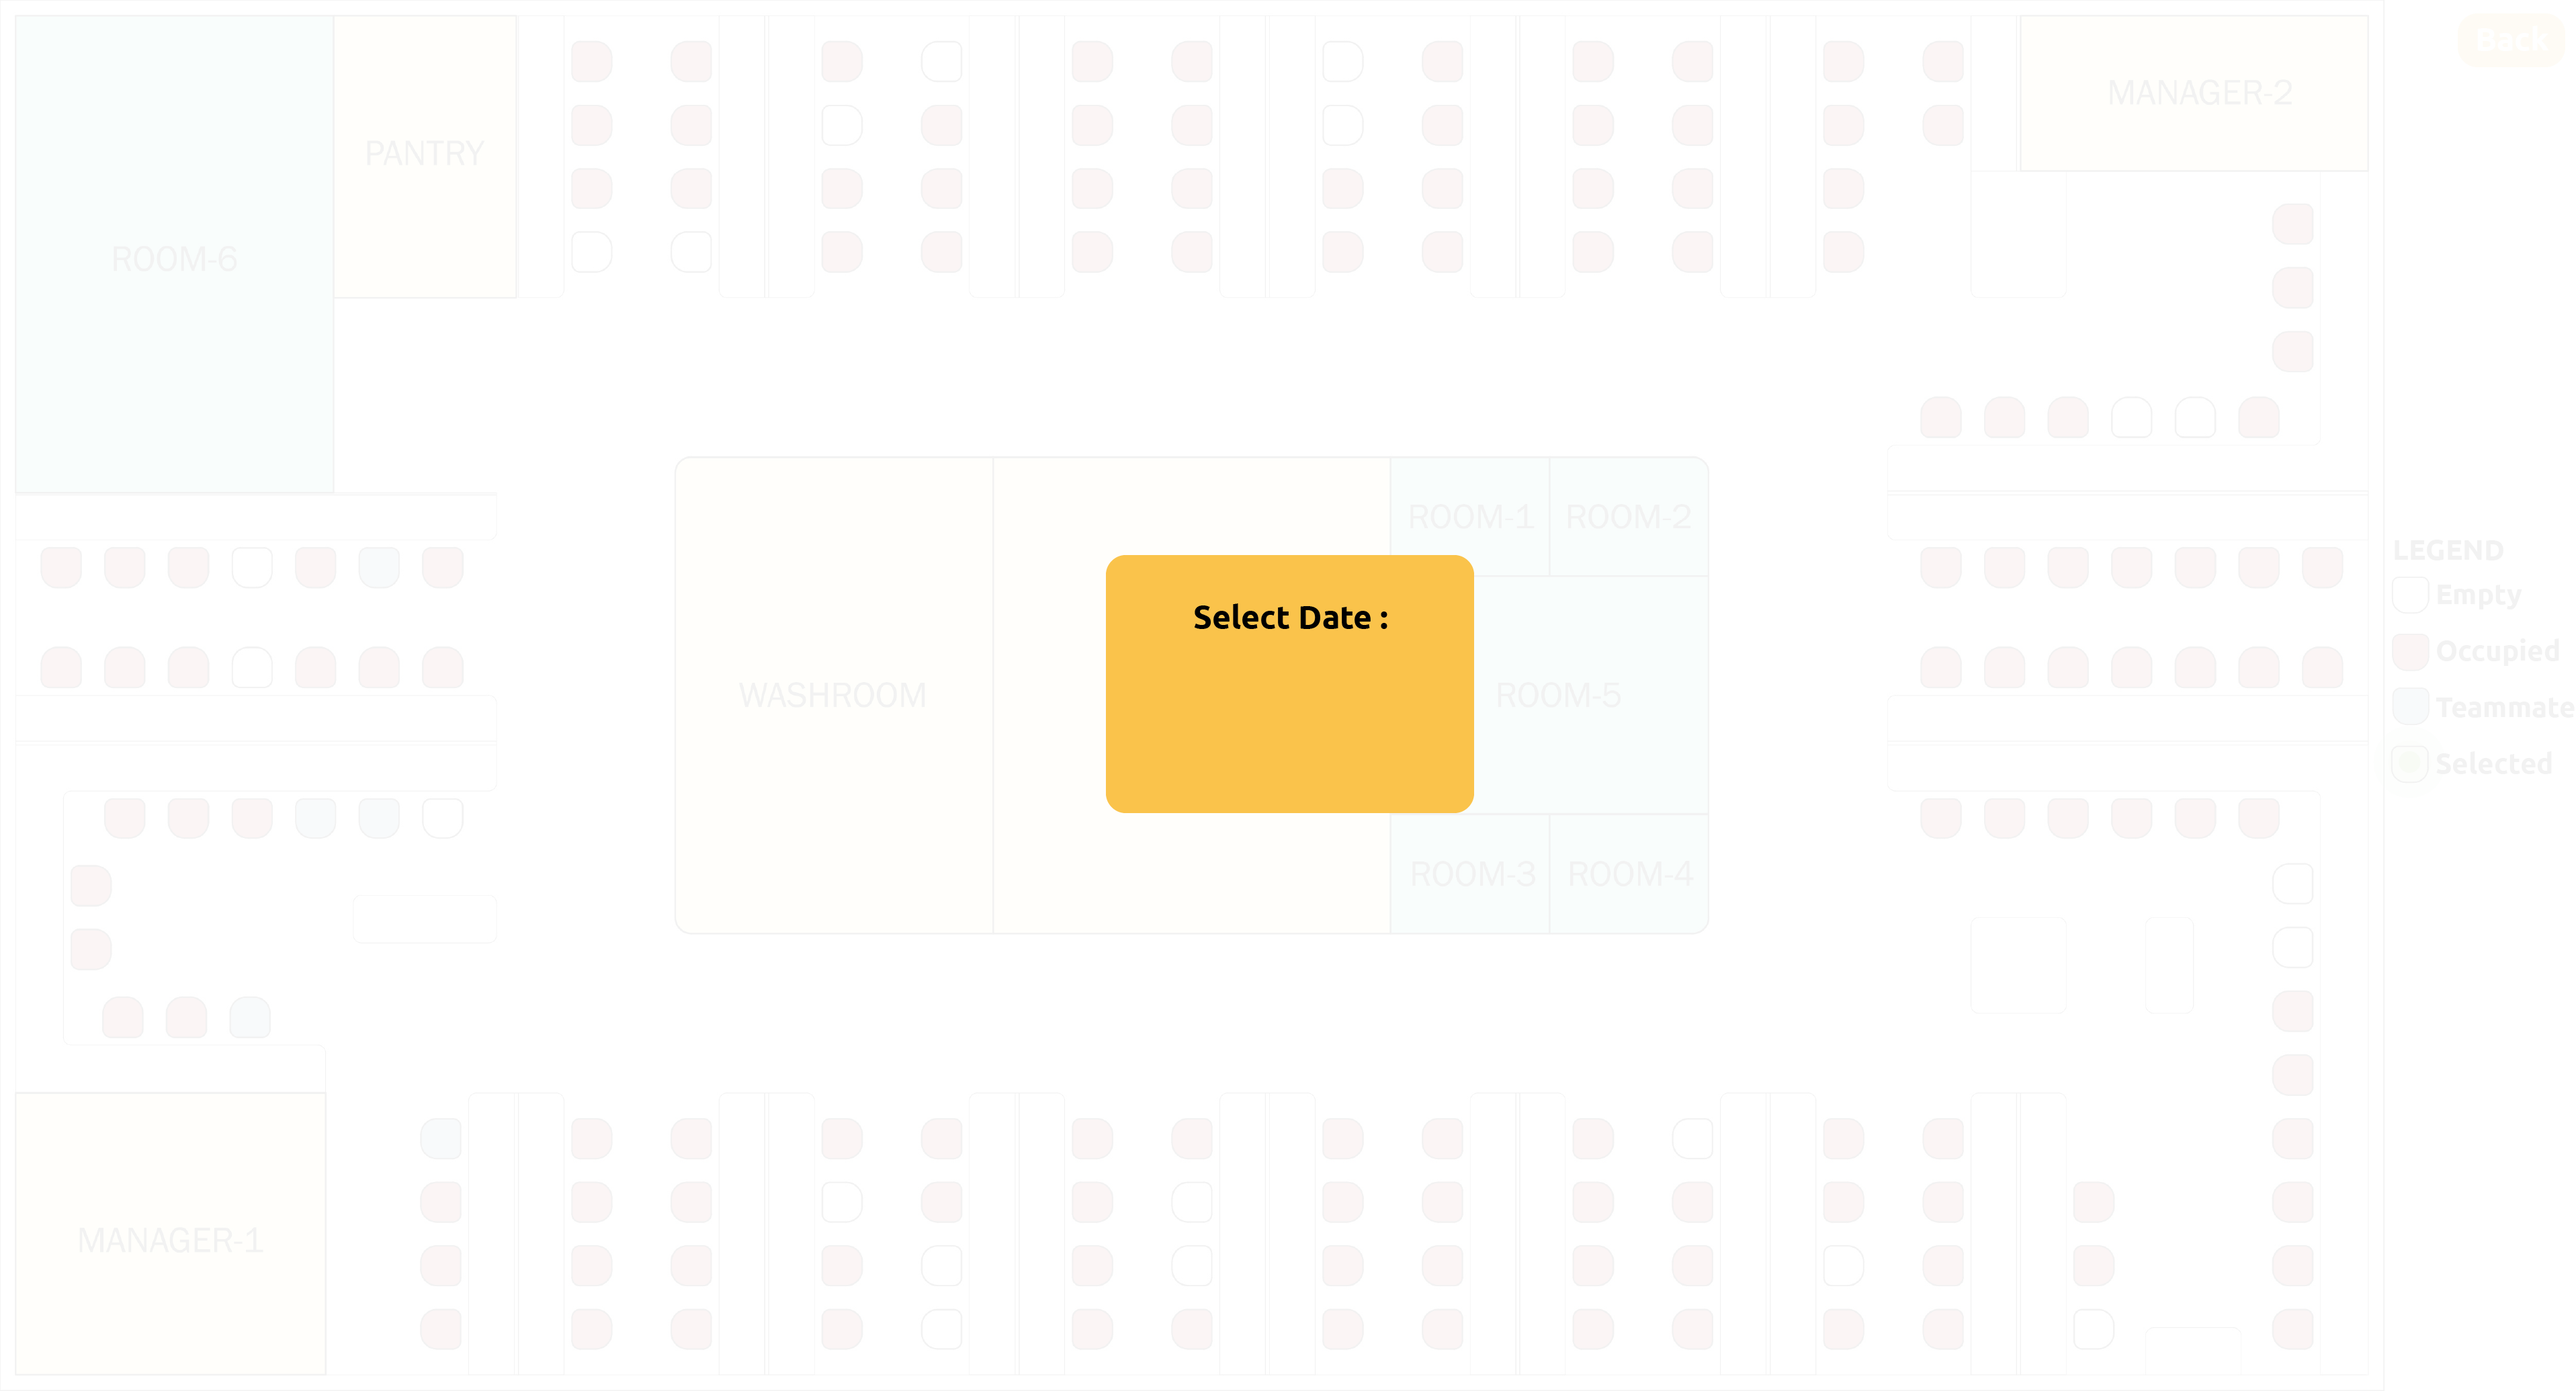 Back
MANAGER-2
PANTRY
ROOM-6
ROOM-1
ROOM-2
LEGEND
Empty
Select Date :
Occupied
WASHROOM
ROOM-5
Teammate
Selected
ROOM-3
ROOM-4
MANAGER-1